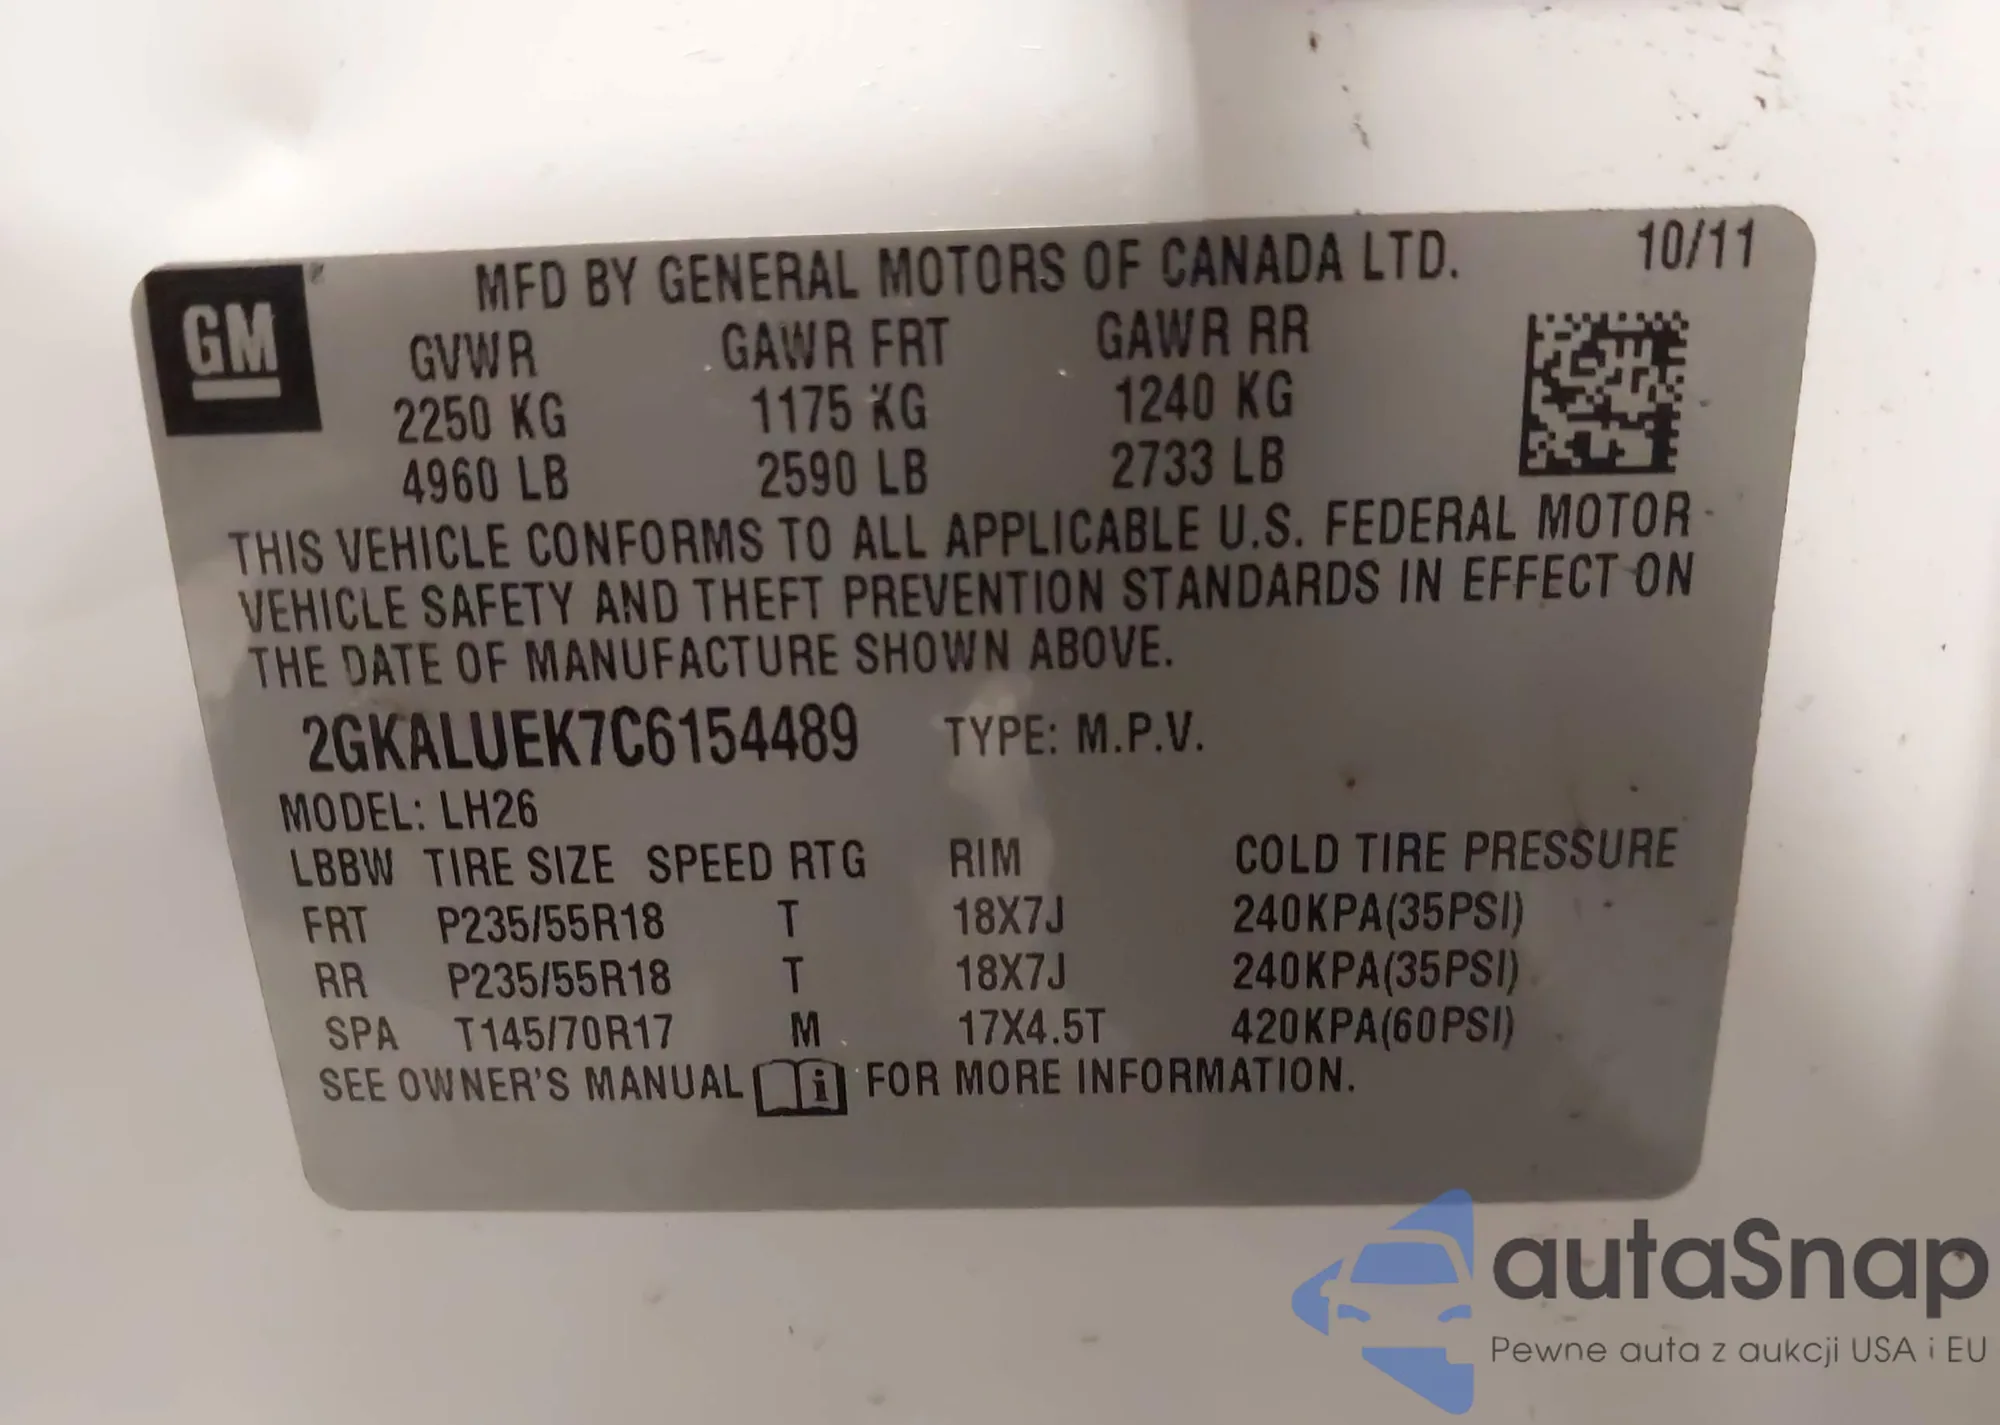 GM
MFD BY GENERAL MOTORS OF CANADA LTD. 10/11
GVWR GAWR FRT GAWR RR
2250 KG 1175 KG 1240 KG
4960 LB 2590 LB 2733 LB
THIS VEHICLE CONFORMS TO ALL APPLICABLE U.S. FEDERAL MOTOR
VEHICLE SAFETY AND THEFT PREVENTION STANDARDS IN EFFECT ON
THE DATE OF MANUFACTURE SHOWN ABOVE.
2GKALUEK7C6154489 TYPE: M.P.V.
MODEL: LH26
LBBW TIRE SIZE SPEED RTG RIM COLD TIRE PRESSURE
FRT P235/55R18 T 18X7J 240KPA(35PSI)
RR P235/55R18 T 18X7J 240KPA(35PSI)
SPA T145/70R17 M 17X4.5T 420KPA(60PSI)
SEE OWNER'S MANUAL i FOR MORE INFORMATION.
autaSnap
Pewne auta z aukcji USA i EU